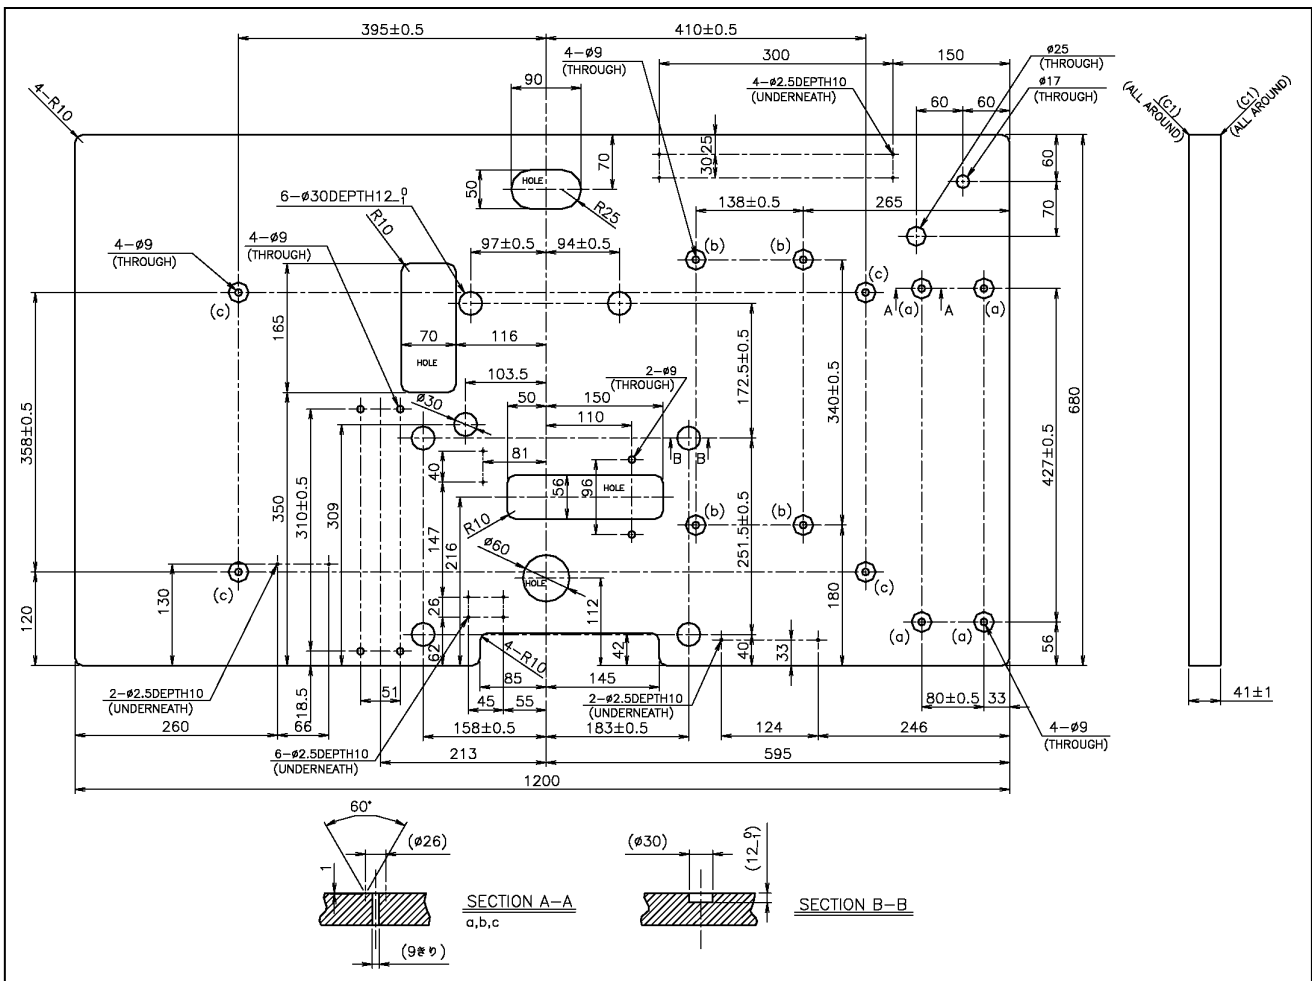 395±0.5
410±0.5
4-ø9
(THROUGH)
300
150
ø25
(THROUGH)
90
4-ø2.5DEPTH10
(UNDERNEATH)
ø17
(THROUGH)
60
60
(C1)
(ALL AROUND)
(C1)
(ALL AROUND)
4-R10
70
25
30
60
HOLE
50
6-ø30DEPTH12 0 -1
R25
138±0.5
265
70
R10
4-ø9
(THROUGH)
97±0.5
94±0.5
(b)
(b)
4-ø9
(THROUGH)
(c)
(c)
A
(a)
A
(a)
165
70
116
HOLE
172.5±0.5
340±0.5
680
103.5
2-ø9
(THROUGH)
ø30
50
150
110
358±0.5
427±0.5
40
81
B
B
56
HOLE
96
350
310±0.5
309
R10
(b)
(b)
147
216
251.5±0.5
ø60
HOLE
(c)
(c)
120
130
26
112
180
(a)
(a)
62
4-R10
42
40
33
56
18.5
85
145
2-ø2.5DEPTH10
(UNDERNEATH)
51
45
55
2-ø2.5DEPTH10
(UNDERNEATH)
80±0.5
33
41±1
260
66
158±0.5
183±0.5
124
246
4-ø9
(THROUGH)
6-ø2.5DEPTH10
(UNDERNEATH)
213
595
1200
60°
(ø26)
1
SECTION A-A
a,b,c
(9きり)
(ø30)
(12 0 -1)
SECTION B-B